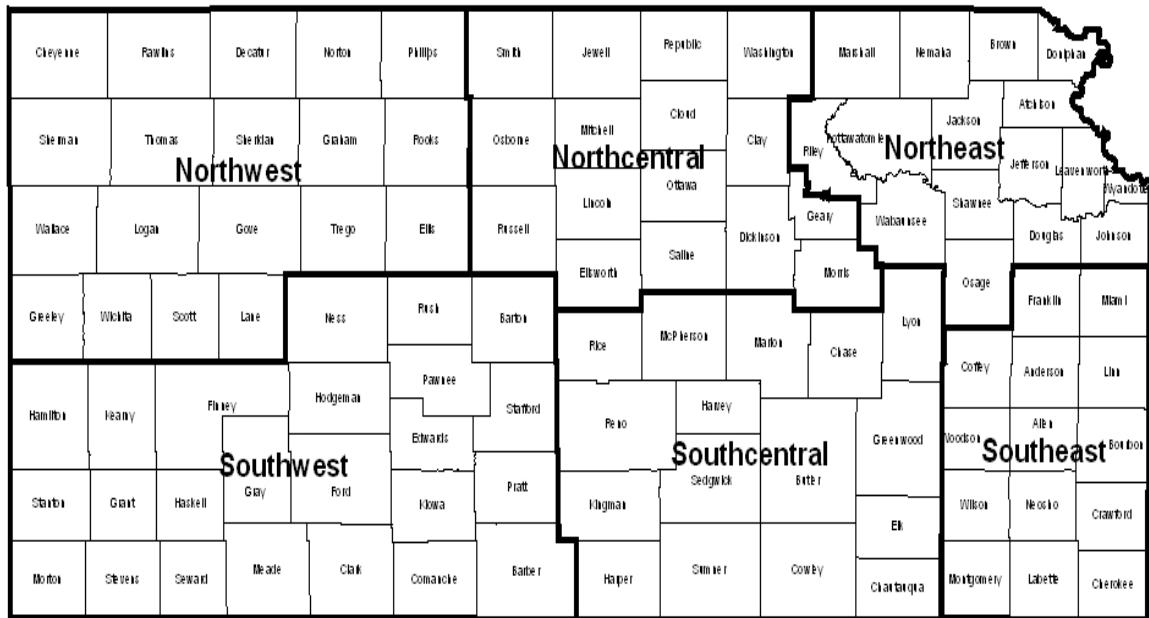 Cheyenne Rawlins Decatur Norton Phillips Smith Jewell Republic Washington Marshall Nemaha Brown Doniphan
Sherman Thomas Sheridan Graham Rooks Osborne Mitchell Cloud Clay Riley Pottawatomie Jackson Atchison
Northwest Northcentral Northeast
Jefferson Leavenworth Wyandotte
Wallace Logan Gove Trego Ellis Russell Lincoln Ottawa Dickinson Geary Wabaunsee Shawnee Douglas Johnson
Ellsworth Saline Morris Osage
Greeley Wichita Scott Lane Ness Rush Barton Rice McPherson Marion Chase Lyon Franklin Miami
Hamilton Kearny Finney Hodgeman Pawnee Stafford Reno Harvey Greenwood Coffey Anderson Linn
Edwards Woodson Allen Bourbon
Southwest Southcentral Southeast
Stanton Grant Haskell Gray Ford Kiowa Pratt Kingman Sedgwick Butler Elk Wilson Neosho Crawford
Morton Stevens Seward Meade Clark Comanche Barber Harper Sumner Cowley Chautauqua Montgomery Labette Cherokee